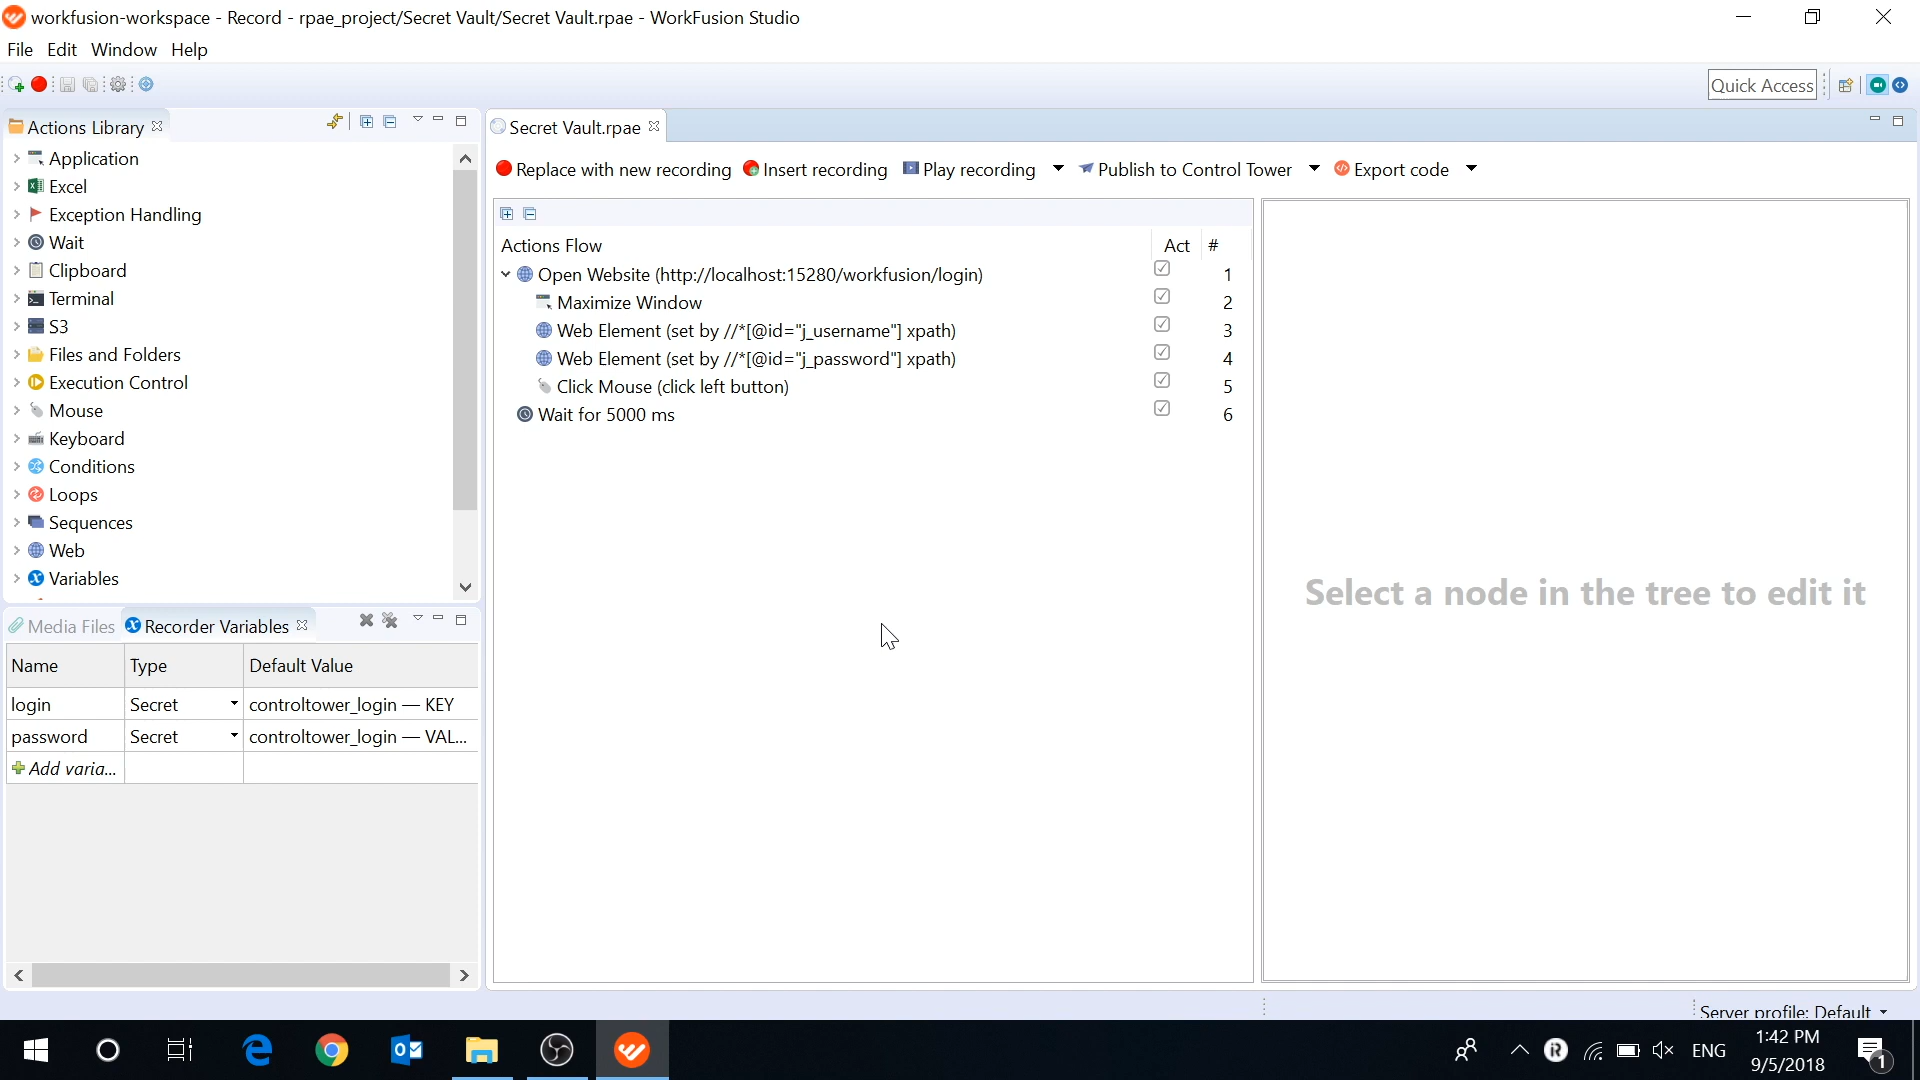 workfusion-workspace - Record - rpae_project/Secret Vault/Secret Vault.rpae - WorkFusion Studio
File Edit Window Help
Quick Access
Actions Library
Application
Excel
Exception Handling
Wait
Clipboard
Terminal
S3
Files and Folders
Execution Control
Mouse
Keyboard
Conditions
Loops
Sequences
Web
Variables
Media Files Recorder Variables
Name Type Default Value
login Secret controltower_login — KEY
password Secret controltower_login — VAL...
Add varia...
Secret Vault.rpae
Replace with new recording Insert recording Play recording Publish to Control Tower Export code
Actions Flow Act #
Open Website (http://localhost:15280/workfusion/login) 1
Maximize Window 2
Web Element (set by //*[@id="j_username"] xpath) 3
Web Element (set by //*[@id="j_password"] xpath) 4
Click Mouse (click left button) 5
Wait for 5000 ms 6
Select a node in the tree to edit it
Server profile: Default
ENG
1:42 PM
9/5/2018
1